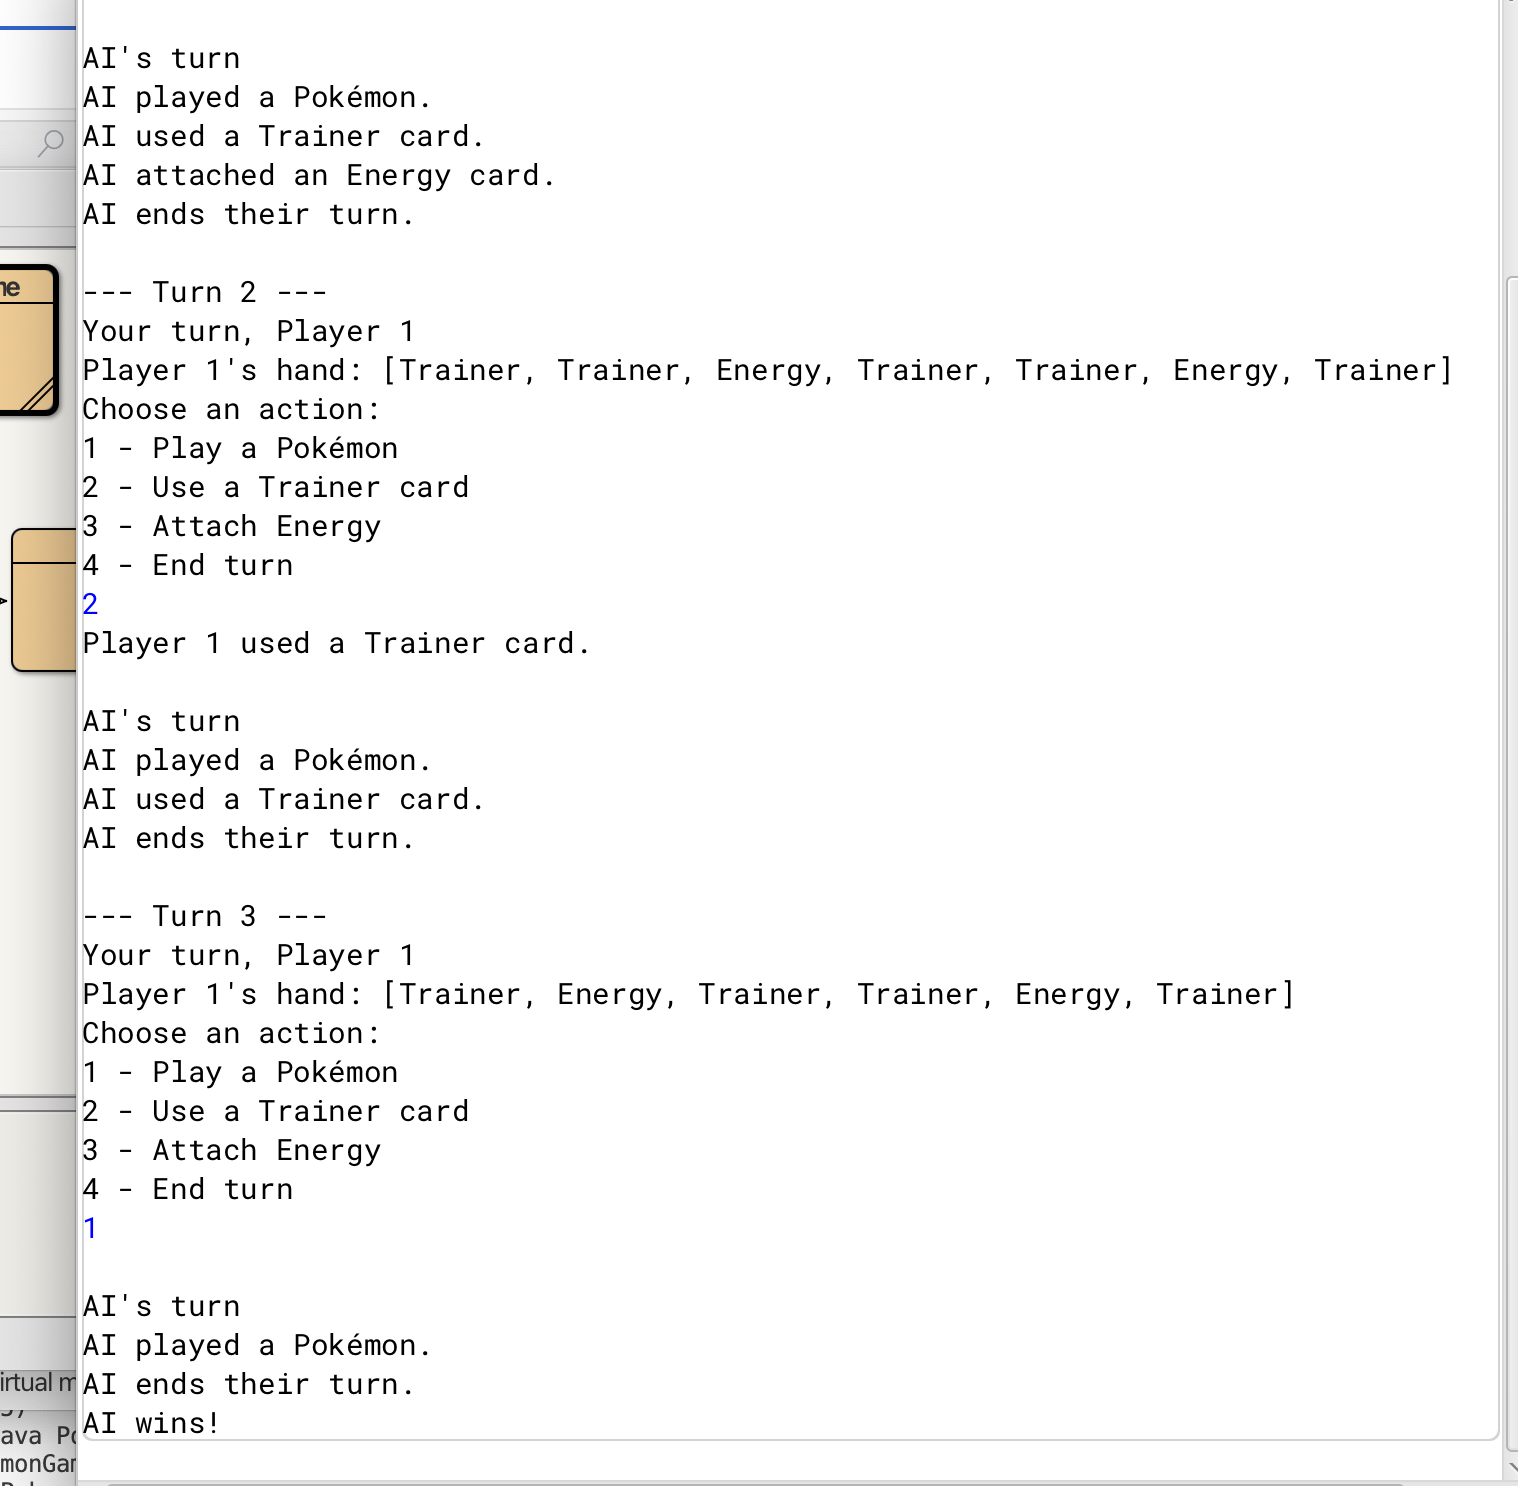 AI's turn
AI played a Pokémon.
AI used a Trainer card.
AI attached an Energy card.
AI ends their turn.
--- Turn 2 ---
Your turn, Player 1
Player 1's hand: [Trainer, Trainer, Energy, Trainer, Trainer, Energy, Trainer]
Choose an action:
1 - Play a Pokémon
2 - Use a Trainer card
3 - Attach Energy
4 - End turn
2
Player 1 used a Trainer card.
AI's turn
AI played a Pokémon.
AI used a Trainer card.
AI ends their turn.
--- Turn 3 ---
Your turn, Player 1
Player 1's hand: [Trainer, Energy, Trainer, Trainer, Energy, Trainer]
Choose an action:
1 - Play a Pokémon
2 - Use a Trainer card
3 - Attach Energy
4 - End turn
1
AI's turn
AI played a Pokémon.
AI ends their turn.
AI wins!